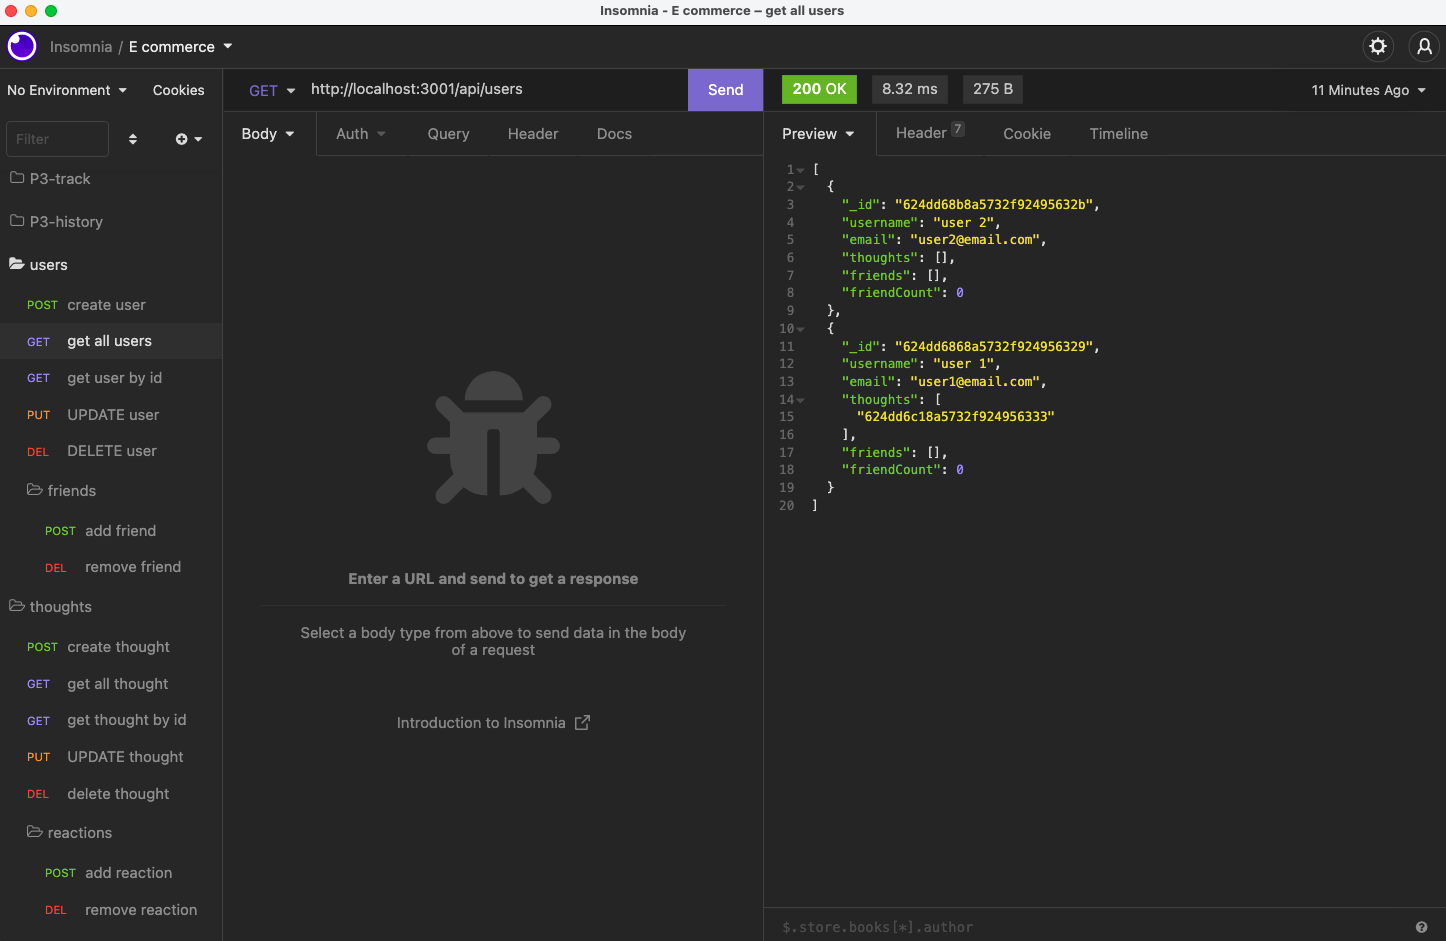 Insomnia - E commerce – get all users
Insomnia / E commerce
No Environment
Cookies
Filter
P3-track
P3-history
users
POST create user
GET get all users
GET get user by id
PUT UPDATE user
DEL DELETE user
friends
POST add friend
DEL remove friend
thoughts
POST create thought
GET get all thought
GET get thought by id
PUT UPDATE thought
DEL delete thought
reactions
POST add reaction
DEL remove reaction
GET http://localhost:3001/api/users Send
Body Auth Query Header Docs
Enter a URL and send to get a response
Select a body type from above to send data in the body
of a request
Introduction to Insomnia
200 OK 8.32 ms 275 B 11 Minutes Ago
Preview Header 7 Cookie Timeline
1 [
2 {
3 "_id": "624dd68b8a5732f92495632b",
4 "username": "user 2",
5 "email": "user2@email.com",
6 "thoughts": [],
7 "friends": [],
8 "friendCount": 0
9 },
10 {
11 "_id": "624dd6868a5732f924956329",
12 "username": "user 1",
13 "email": "user1@email.com",
14 "thoughts": [
15 "624dd6c18a5732f924956333"
16 ],
17 "friends": [],
18 "friendCount": 0
19 }
20 ]
$.store.books[*].author
?